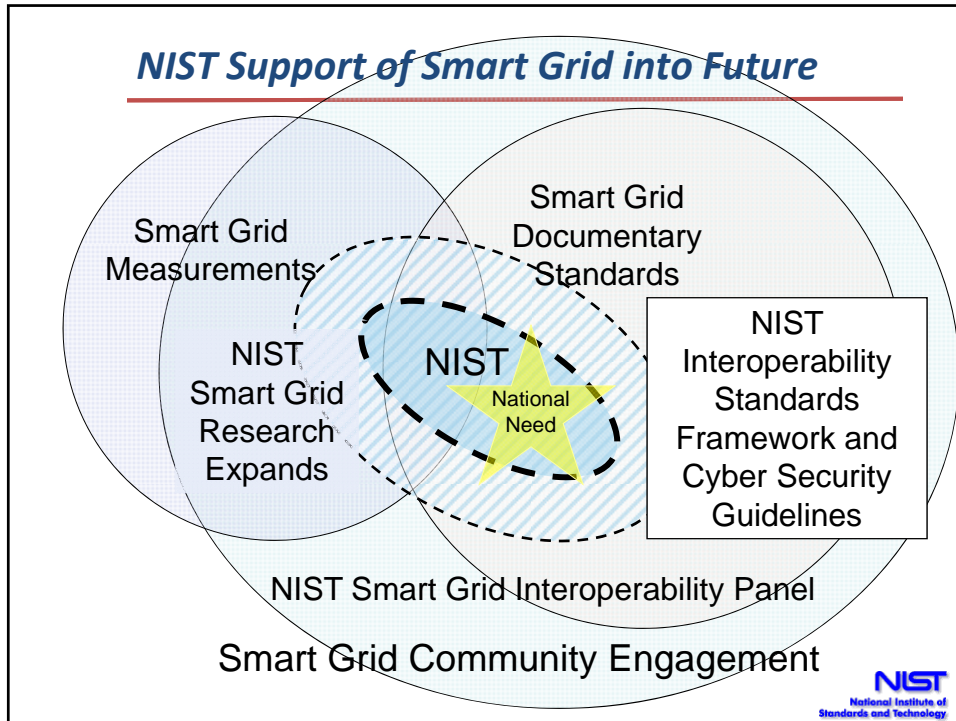 NIST Support of Smart Grid into Future
Smart Grid
Measurements
Smart Grid
Documentary
Standards
NIST
Smart Grid
Research
Expands
NIST
National
Need
NIST
Interoperability
Standards
Framework and
Cyber Security
Guidelines
NIST Smart Grid Interoperability Panel
Smart Grid Community Engagement
NIST
National Institute of
Standards and Technology